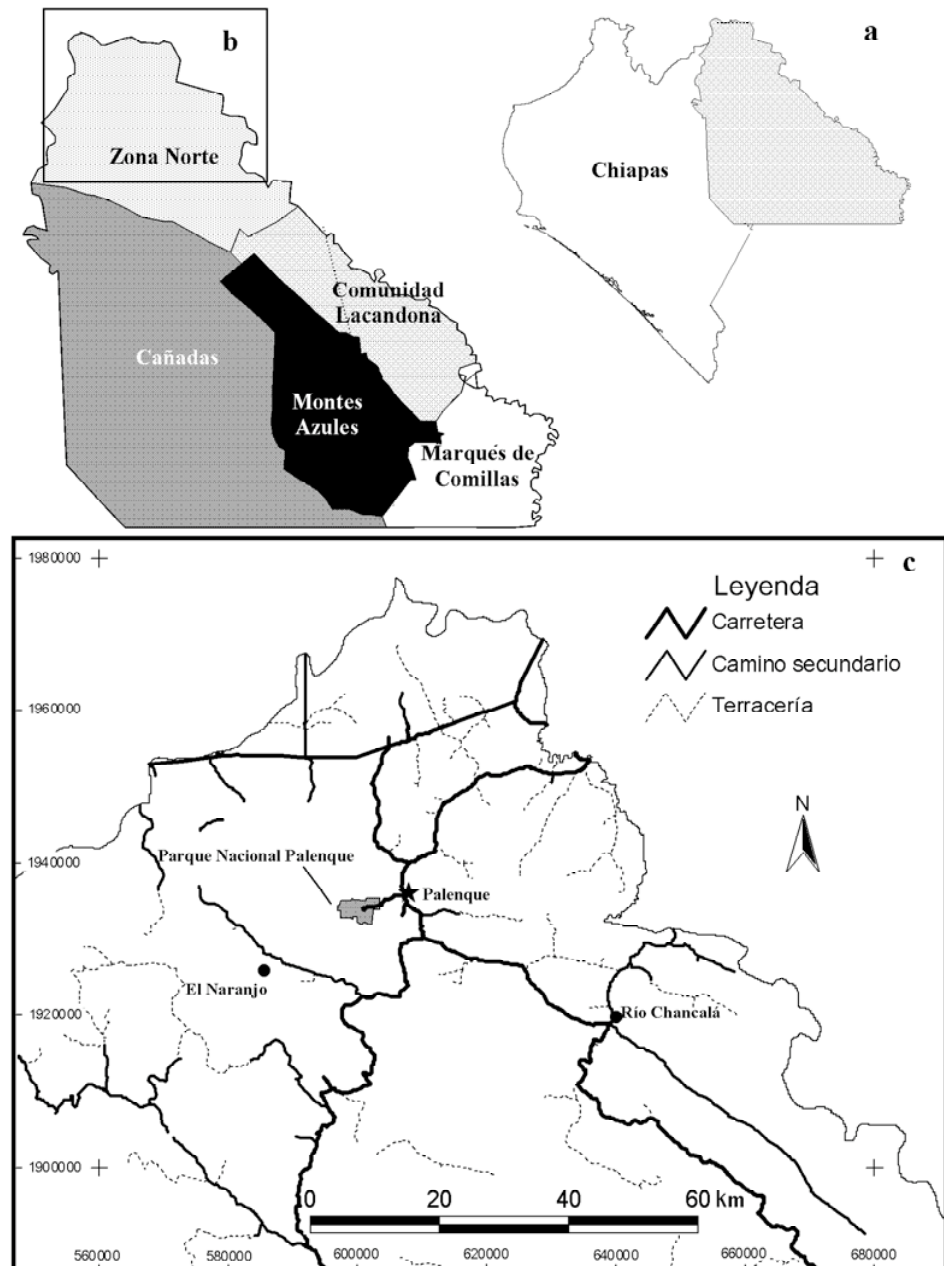 b
Zona Norte
Comunidad
Lacandona
Cañadas
Montes
Azules
Marqués de
Comillas
a
Chiapas
c
1980000
1960000
1940000
1920000
1900000
Leyenda
Carretera
Camino secundario
Terracería
N
Parque Nacional Palenque
Palenque
El Naranjo
Río Chancalá
0 20 40 60 km
560000 580000 600000 620000 640000 660000 680000